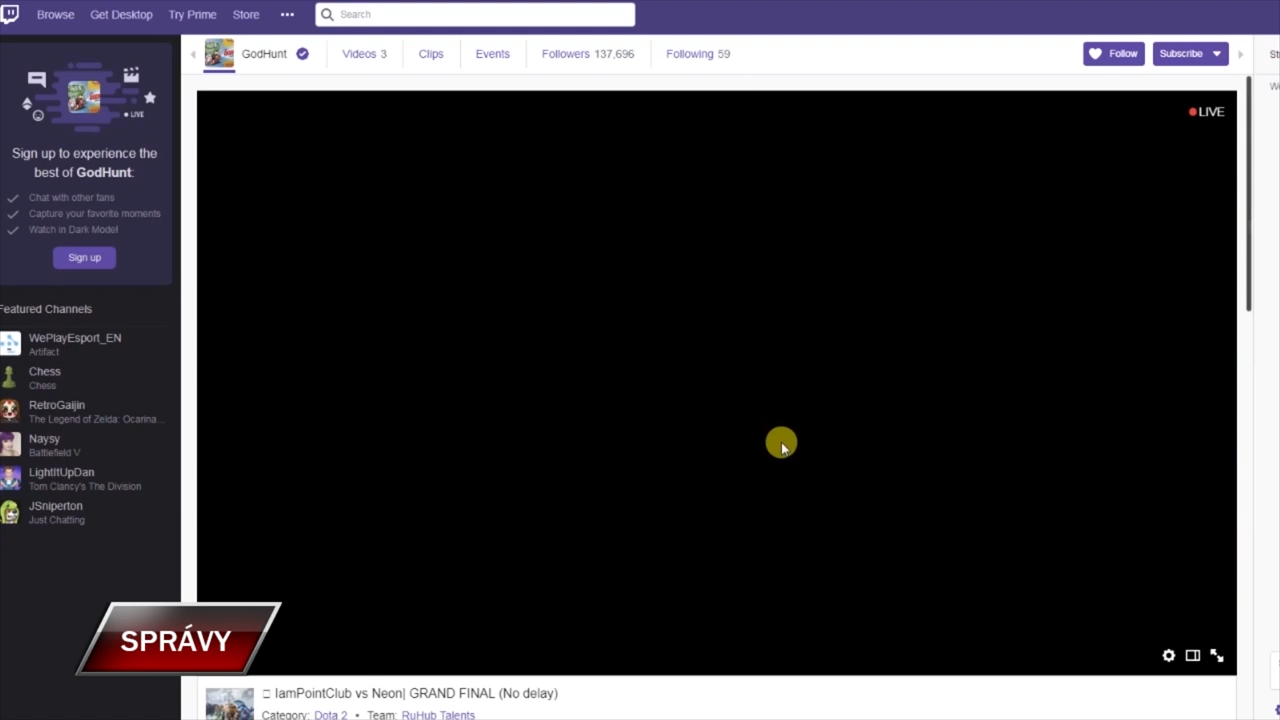 Browse Get Desktop Try Prime Store ••• Search
GodHunt Videos 3 Clips Events Followers 137,696 Following 59 Follow Subscribe
LIVE
LIVE
Sign up to experience the
best of GodHunt:
Chat with other fans
Capture your favorite moments
Watch in Dark Mode!
Sign up
Featured Channels
WePlayEsport_EN
Artifact
Chess
Chess
RetroGaijin
The Legend of Zelda: Ocarina...
Naysy
Battlefield V
LightItUpDan
Tom Clancy's The Division
JSniperton
Just Chatting
SPRÁVY
IamPointClub vs Neon| GRAND FINAL (No delay)
Category: Dota 2 • Team: RuHub Talents